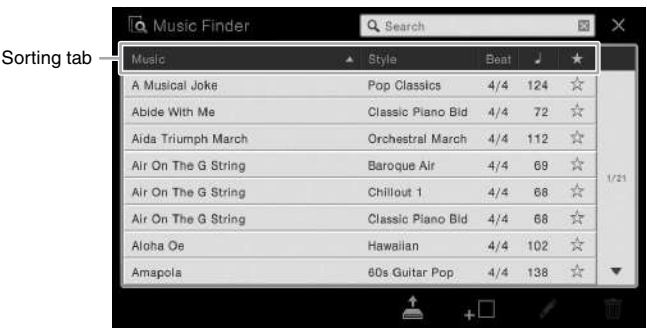 Music Finder Search
Sorting tab
Music Style Beat ♩ ★
A Musical Joke Pop Classics 4/4 124 ☆
Abide With Me Classic Piano Bld 4/4 72 ☆
Aida Triumph March Orchestral March 4/4 112 ☆
Air On The G String Baroque Air 4/4 69 ☆
Air On The G String Chillout 1 4/4 68 ☆
1/21
Air On The G String Classic Piano Bld 4/4 68 ☆
Aloha Oe Hawaiian 4/4 102 ☆
Amapola 60s Guitar Pop 4/4 138 ☆